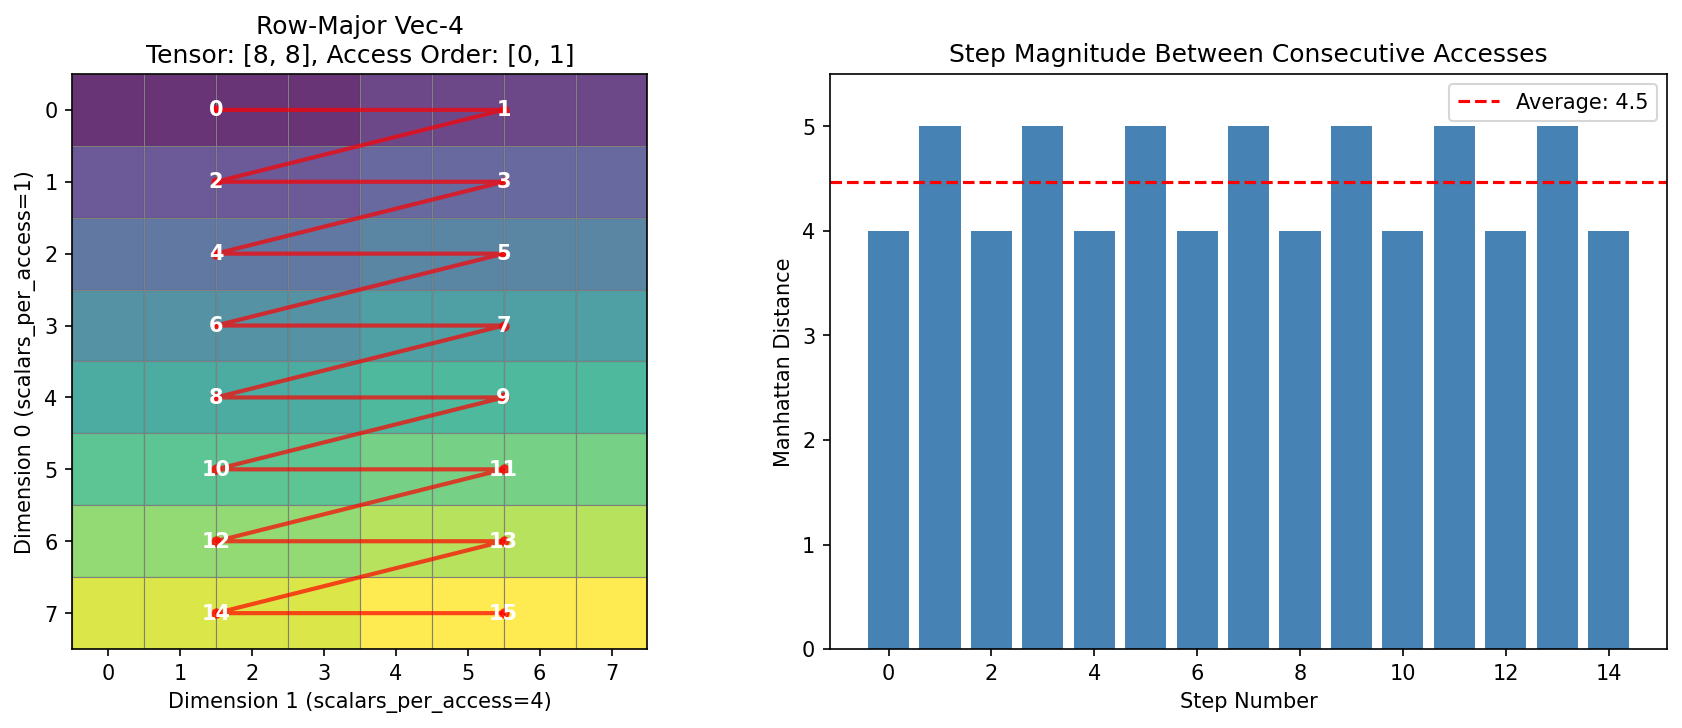 Row-Major Vec-4
Tensor: [8, 8], Access Order: [0, 1]
Dimension 0 (scalars_per_access=1)
0
1
2
3
4
5
6
7
0 1
2 3
4 5
6 7
8 9
10 11
12 13
14 15
0 1 2 3 4 5 6 7
Dimension 1 (scalars_per_access=4)
Step Magnitude Between Consecutive Accesses
Average: 4.5
Manhattan Distance
5
4
3
2
1
0
0 2 4 6 8 10 12 14
Step Number